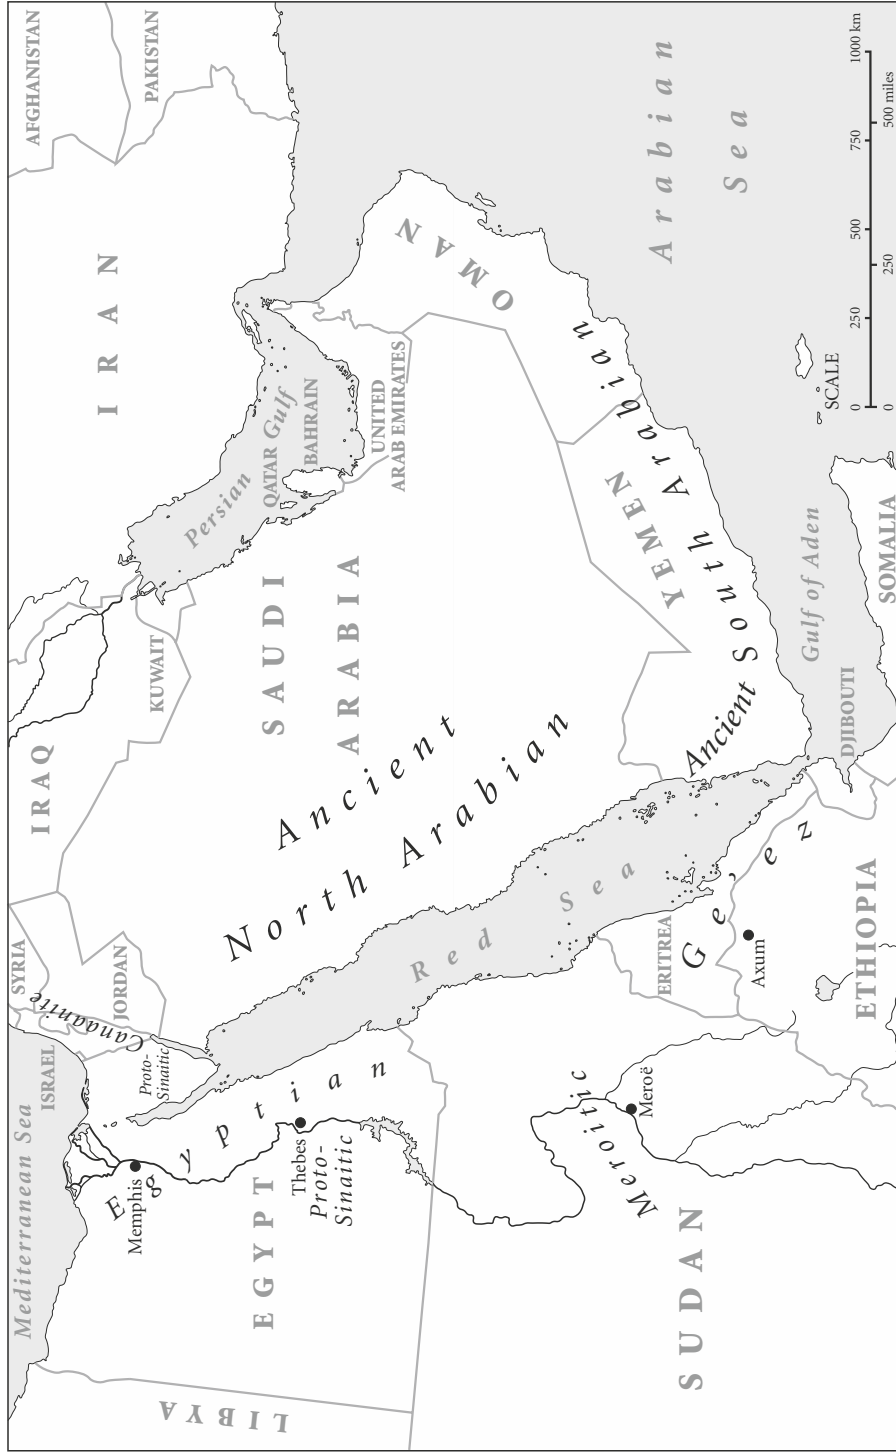 AFGHANISTAN
PAKISTAN
IRAN
IRAQ
KUWAIT
SYRIA
JORDAN
ISRAEL
Mediterranean Sea
Canaanite
Proto-
Sinaitic
Persian Gulf
QATAR
BAHRAIN
UNITED
ARAB EMIRATES
OMAN
SAUDI
ARABIA
Ancient
North Arabian
Egyptian
Memphis
EGYPT
Thebes
Proto-
Sinaitic
LIBYA
Red Sea
YEMEN
Ancient South Arabian
Arabian
Sea
Meroitic
Meroë
SUDAN
ERITREA
Ge’ez
Axum
ETHIOPIA
DJIBOUTI
Gulf of Aden
SOMALIA
SCALE
0 250 500 750 1000 km
0 250 500 miles